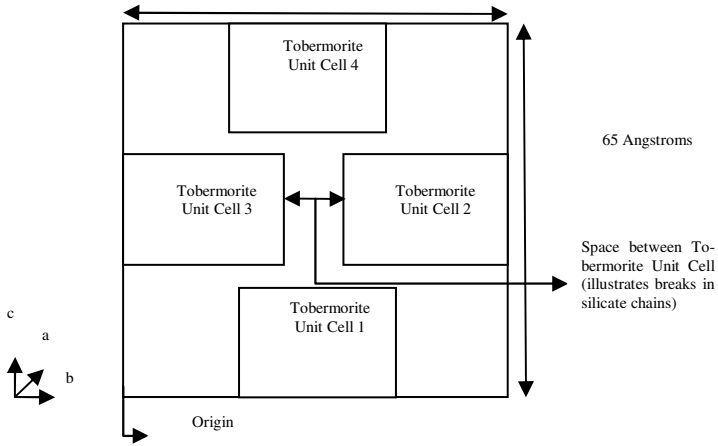 Tobermorite
Unit Cell 4
65 Angstroms
Tobermorite
Unit Cell 3
Tobermorite
Unit Cell 2
Space between To-
bermorite Unit Cell
(illustrates breaks in
silicate chains)
Tobermorite
Unit Cell 1
c
a
b
Origin